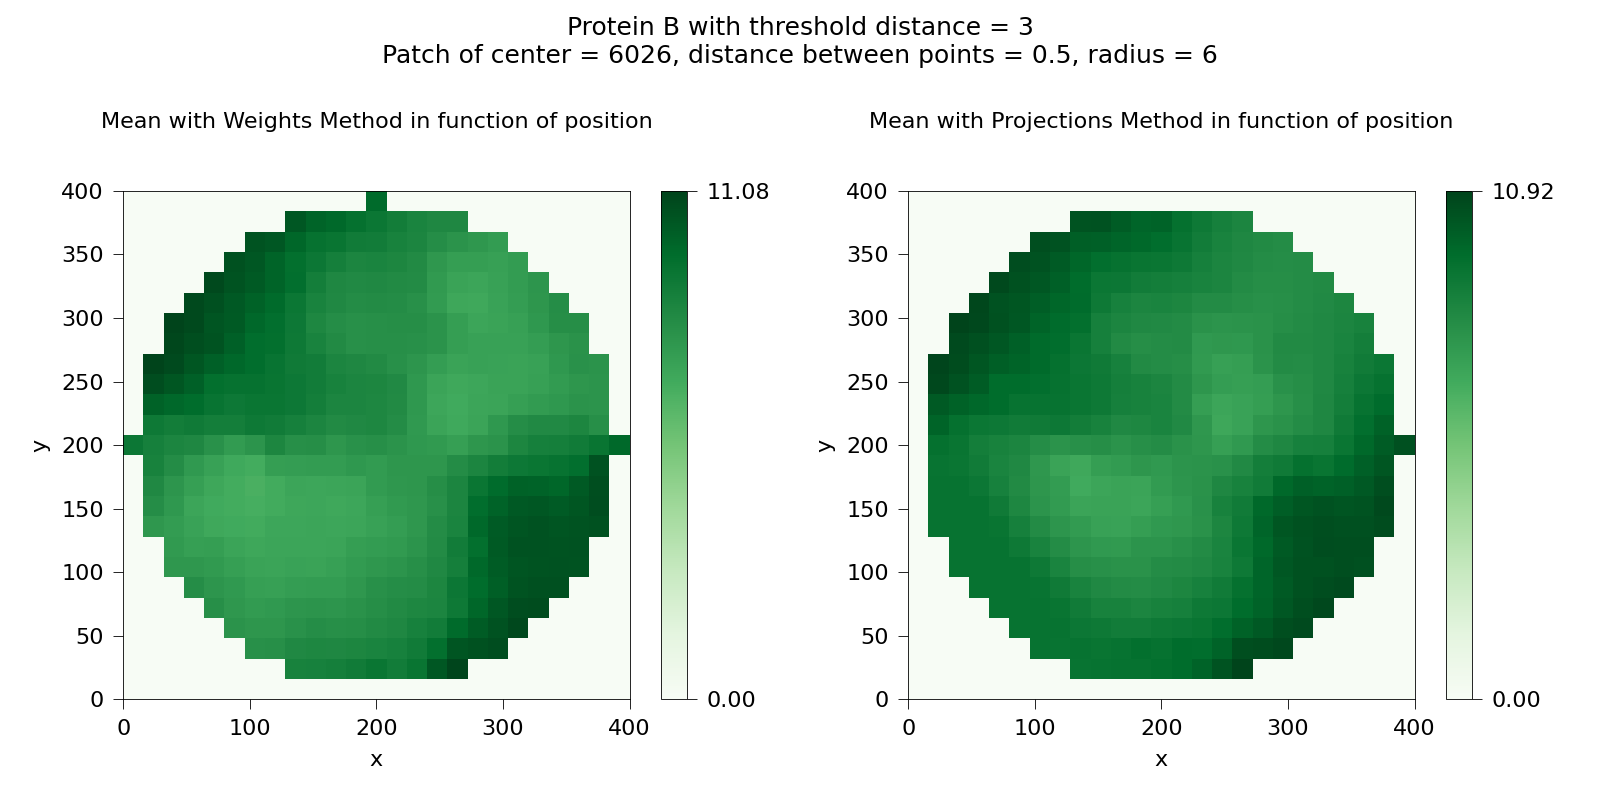 Protein B with threshold distance = 3
Patch of center = 6026, distance between points = 0.5, radius = 6
Mean with Weights Method in function of position
400
350
300
250
200
150
100
50
0
y
0 100 200 300 400
x
11.08
0.00
Mean with Projections Method in function of position
400
350
300
250
200
150
100
50
0
y
0 100 200 300 400
x
10.92
0.00